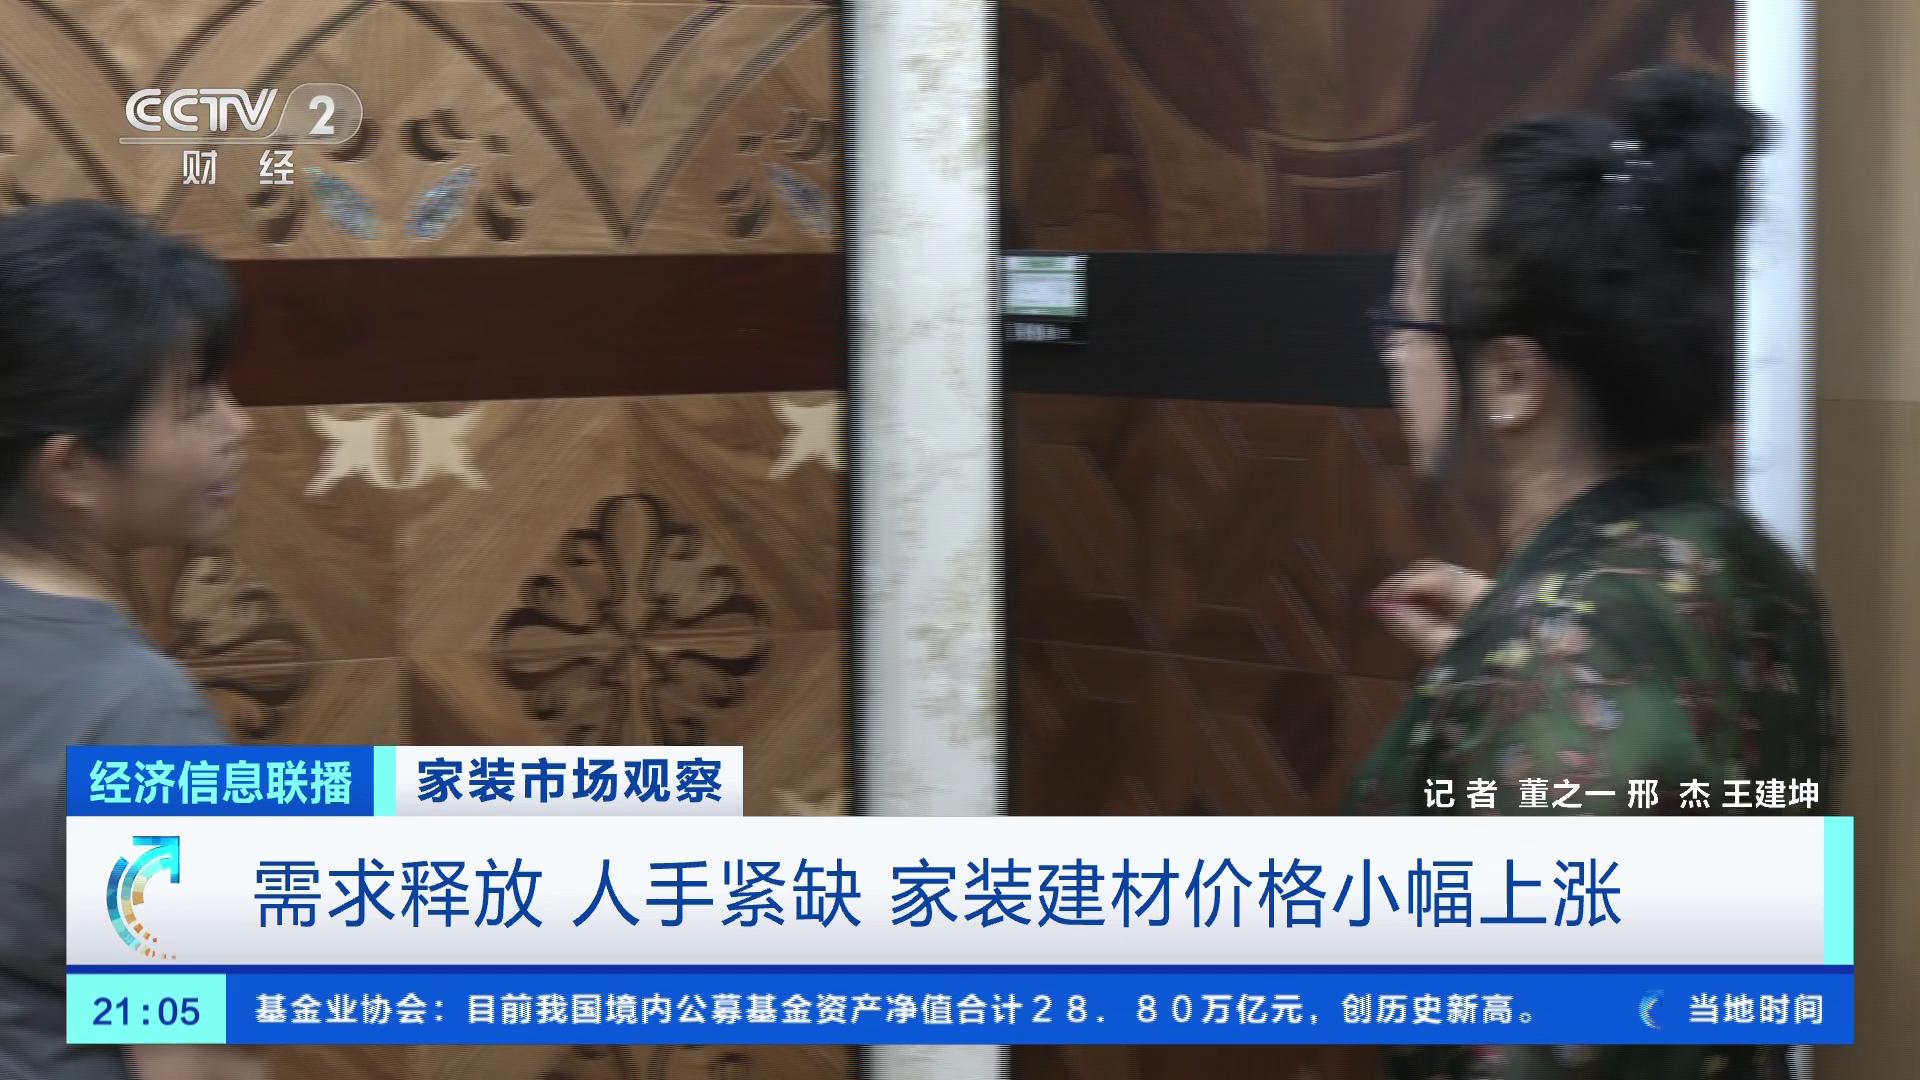 CCTV 2
财 经
经济信息联播
家装市场观察
记 者 董之一 邢 杰 王建坤
需求释放 人手紧缺 家装建材价格小幅上涨
21:05
基金业协会：目前我国境内公募基金资产净值合计28．80万亿元，创历史新高。
当地时间